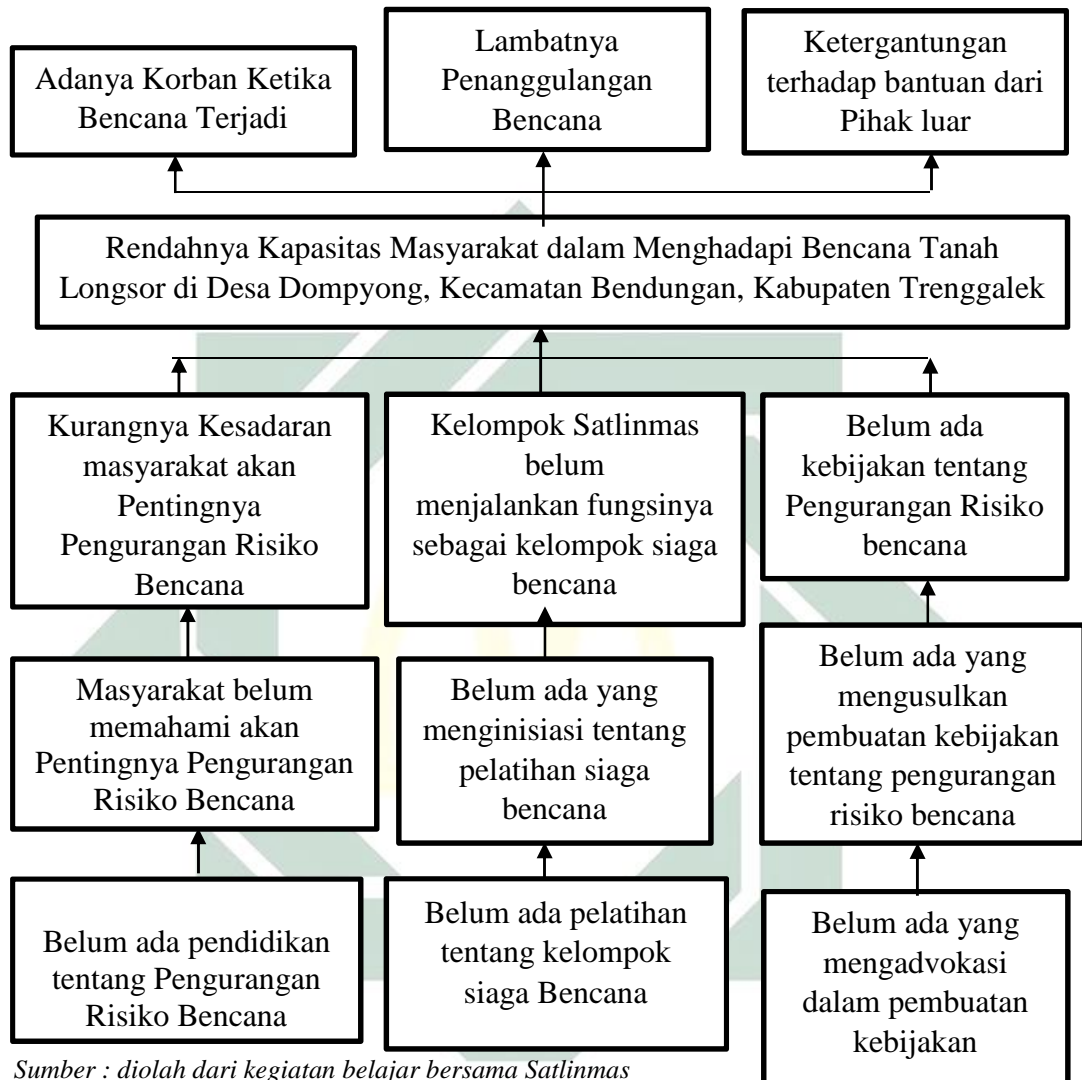 Adanya Korban Ketika
Bencana Terjadi
Lambatnya
Penanggulangan
Bencana
Ketergantungan
terhadap bantuan dari
Pihak luar
Rendahnya Kapasitas Masyarakat dalam Menghadapi Bencana Tanah
Longsor di Desa Dompyong, Kecamatan Bendungan, Kabupaten Trenggalek
Kurangnya Kesadaran
masyarakat akan
Pentingnya
Pengurangan Risiko
Bencana
Kelompok Satlinmas
belum
menjalankan fungsinya
sebagai kelompok siaga
bencana
Belum ada
kebijakan tentang
Pengurangan Risiko
bencana
Masyarakat belum
memahami akan
Pentingnya Pengurangan
Risiko Bencana
Belum ada yang
menginisiasi tentang
pelatihan siaga
bencana
Belum ada yang
mengusulkan
pembuatan kebijakan
tentang pengurangan
risiko bencana
Belum ada pendidikan
tentang Pengurangan
Risiko Bencana
Belum ada pelatihan
tentang kelompok
siaga Bencana
Belum ada yang
mengadvokasi
dalam pembuatan
kebijakan
Sumber : diolah dari kegiatan belajar bersama Satlinmas